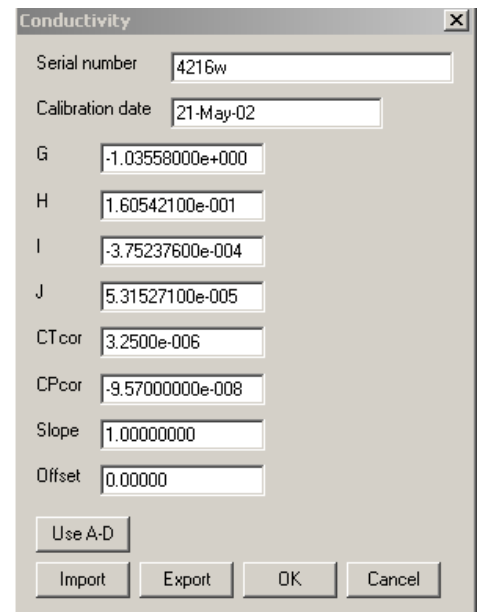 Conductivity
Serial number 4216w
Calibration date 21-May-02
G -1.03558000e+000
H 1.60542100e-001
I -3.75237600e-004
J 5.31527100e-005
CTcor 3.2500e-006
CPcor -9.57000000e-008
Slope 1.00000000
Offset 0.00000
Use A-D
Import Export OK Cancel